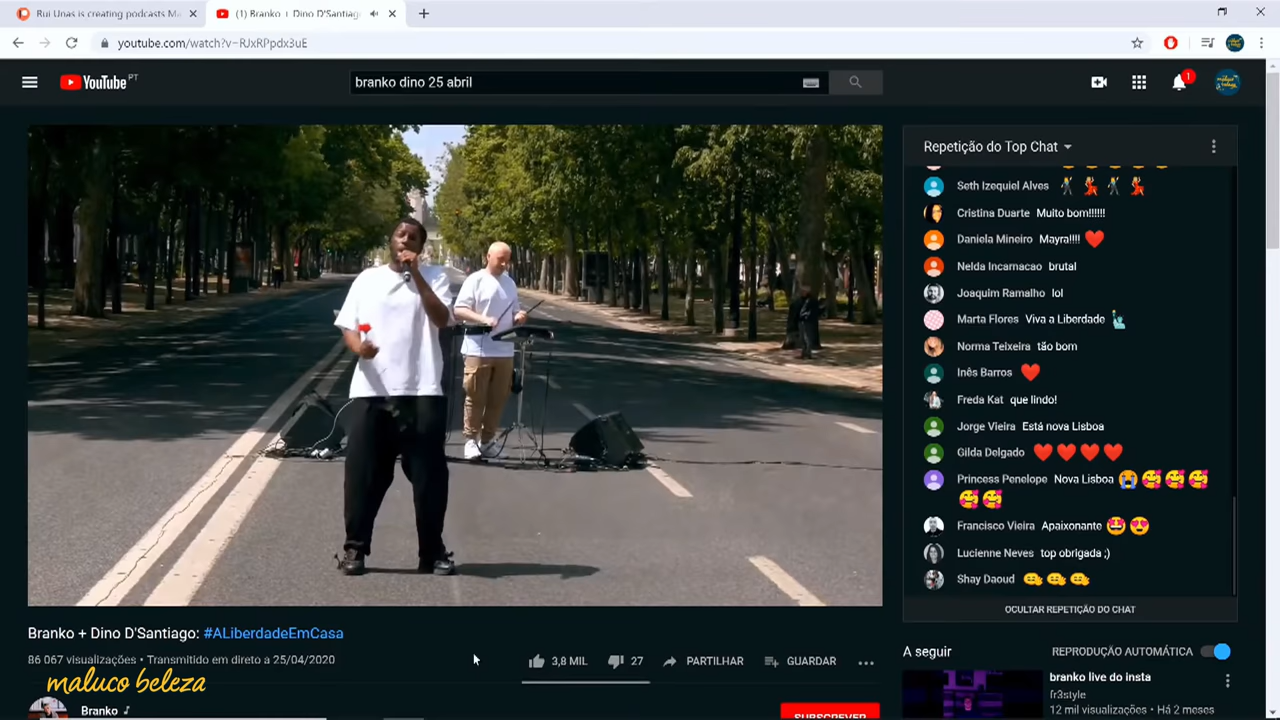 Rui Unas is creating podcasts Ma
(1) Branko + Dino D'Santiago
youtube.com/watch?v=RJxRPpdx3uE
YouTube PT
branko dino 25 abril
1
Repetição do Top Chat
Seth Izequiel Alves
Cristina Duarte Muito bom!!!!!!
Daniela Mineiro Mayra!!!! ❤️
Nelda Incarnacao brutal
Joaquim Ramalho lol
Marta Flores Viva a Liberdade 🗽
Norma Teixeira tão bom
Inês Barros ❤️
Freda Kat que lindo!
Jorge Vieira Está nova Lisboa
Gilda Delgado ❤️❤️❤️❤️
Princess Penelope Nova Lisboa 😭🥰🥰🥰
🥰🥰
Francisco Vieira Apaixonante 🤩😍
Lucienne Neves top obrigada ;)
Shay Daoud
OCULTAR REPETIÇÃO DO CHAT
Branko + Dino D'Santiago: #ALiberdadeEmCasa
86 067 visualizações • Transmitido em direto a 25/04/2020
3,8 MIL
27
PARTILHAR
GUARDAR
maluco beleza
Branko
SUBSCREVER
A seguir
REPRODUÇÃO AUTOMÁTICA
branko live do insta
fr3style
12 mil visualizações • Há 2 meses